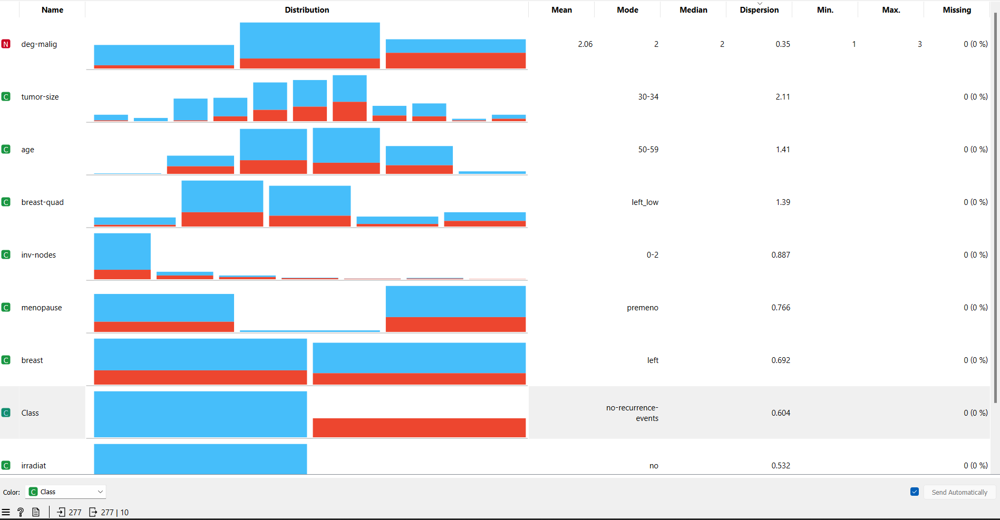 Name Distribution Mean Mode Median Dispersion Min. Max. Missing
N deg-malig 2.06 2 2 0.35 1 3 0 (0 %)
C tumor-size 30-34 2.11 0 (0 %)
C age 50-59 1.41 0 (0 %)
C breast-quad left_low 1.39 0 (0 %)
C inv-nodes 0-2 0.887 0 (0 %)
C menopause premeno 0.766 0 (0 %)
C breast left 0.692 0 (0 %)
C Class no-recurrence-
events 0.604 0 (0 %)
C irradiat no 0.532 0 (0 %)
Color: C Class Send Automatically
? 277 277 | 10